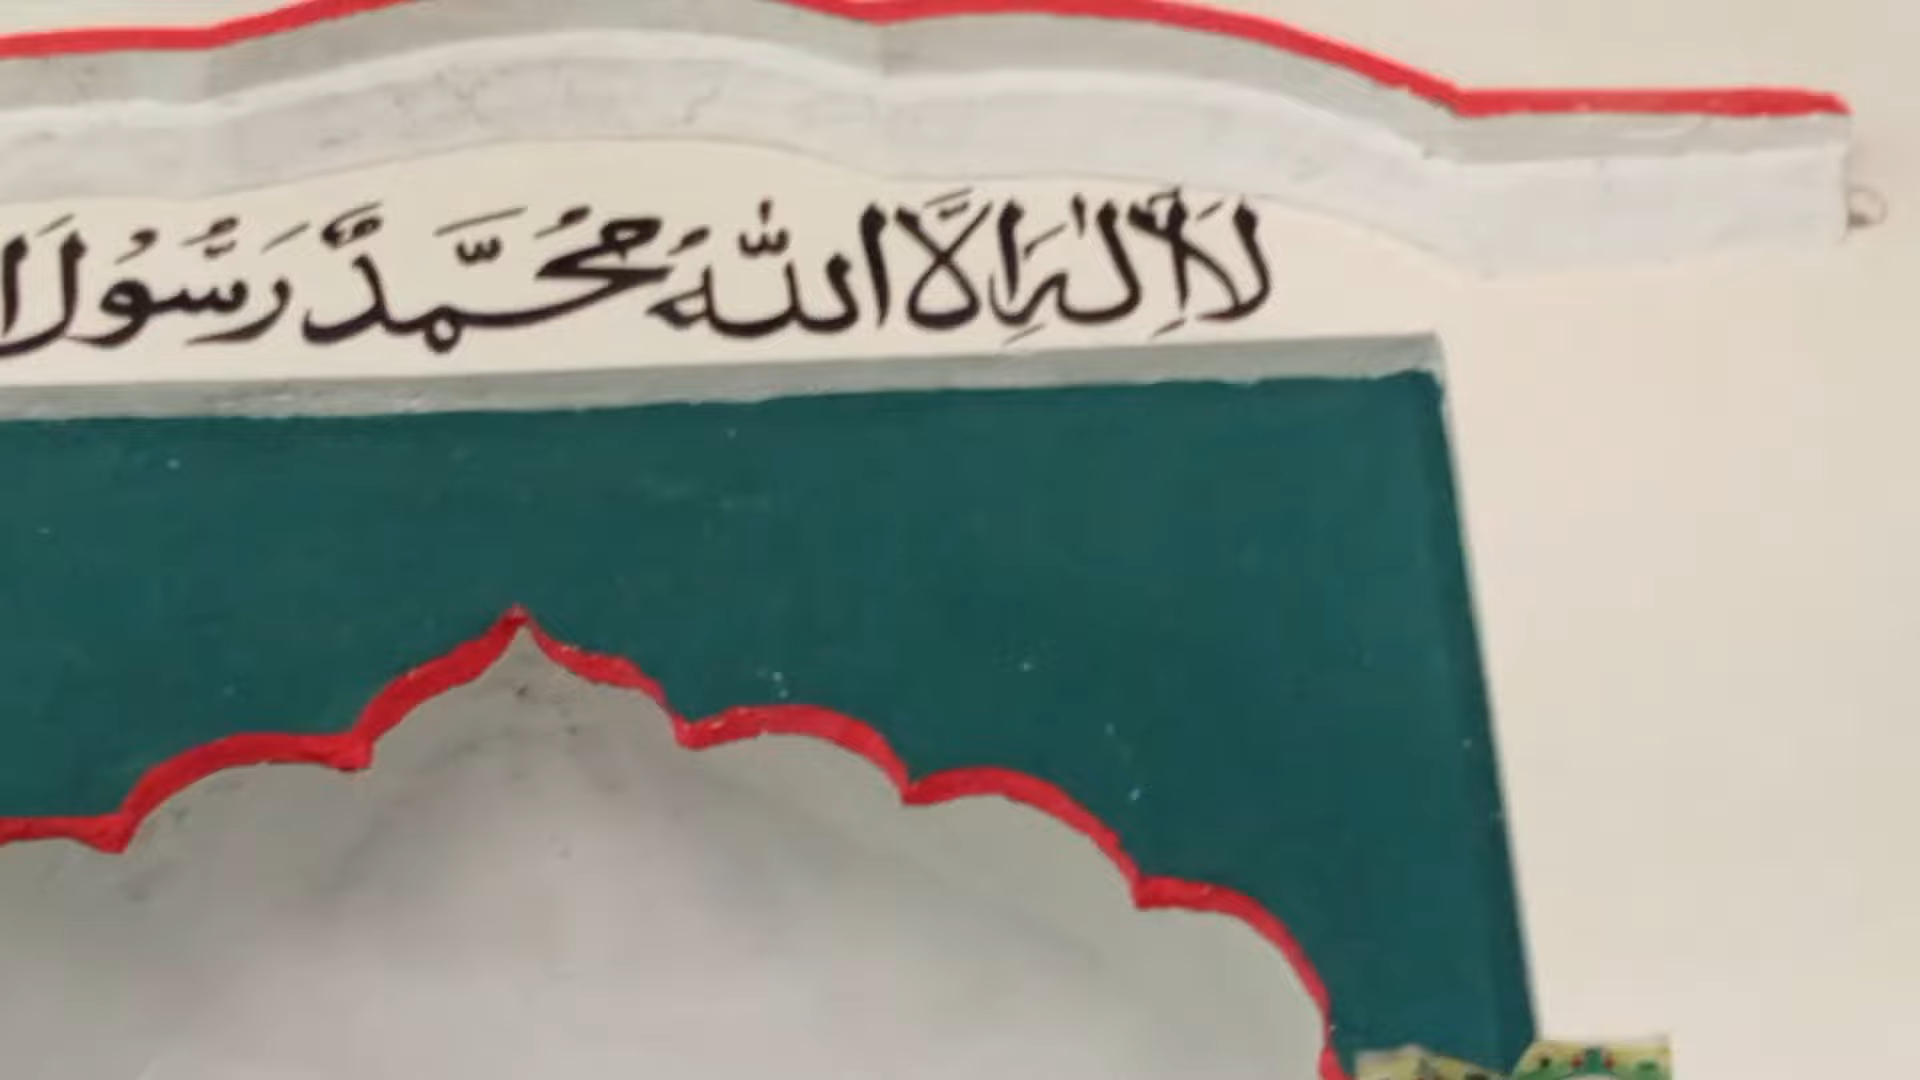 لَاۤ اِلٰهَ اِلَّا اللّٰهُ مُحَمَّدٌ رَّسُوْلُ ا